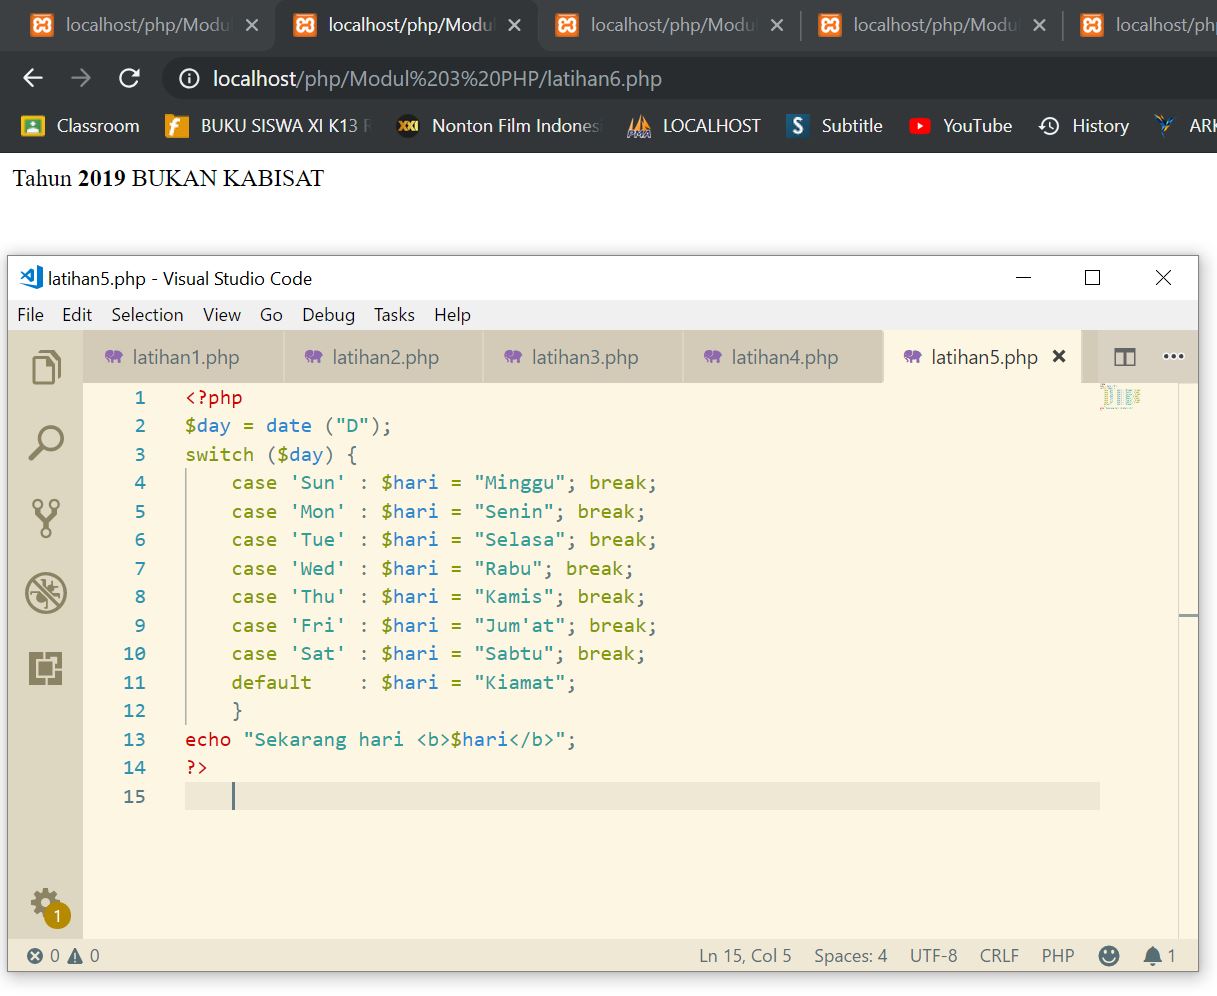 localhost/php/Modu localhost/php/Modul localhost/php/Modu localhost/php/Modu localhost/ph
localhost/php/Modul%203%20PHP/latihan6.php
Classroom BUKU SISWA XI K13 R Nonton Film Indones LOCALHOST Subtitle YouTube History ARK
Tahun 2019 BUKAN KABISAT
latihan5.php - Visual Studio Code
File Edit Selection View Go Debug Tasks Help
latihan1.php latihan2.php latihan3.php latihan4.php latihan5.php
1 <?php
2 $day = date ("D");
3 switch ($day) {
4 case 'Sun' : $hari = "Minggu"; break;
5 case 'Mon' : $hari = "Senin"; break;
6 case 'Tue' : $hari = "Selasa"; break;
7 case 'Wed' : $hari = "Rabu"; break;
8 case 'Thu' : $hari = "Kamis"; break;
9 case 'Fri' : $hari = "Jum'at"; break;
10 case 'Sat' : $hari = "Sabtu"; break;
11 default : $hari = "Kiamat";
12 }
13 echo "Sekarang hari <b>$hari</b>";
14 ?>
15
1
0 0 Ln 15, Col 5 Spaces: 4 UTF-8 CRLF PHP 1